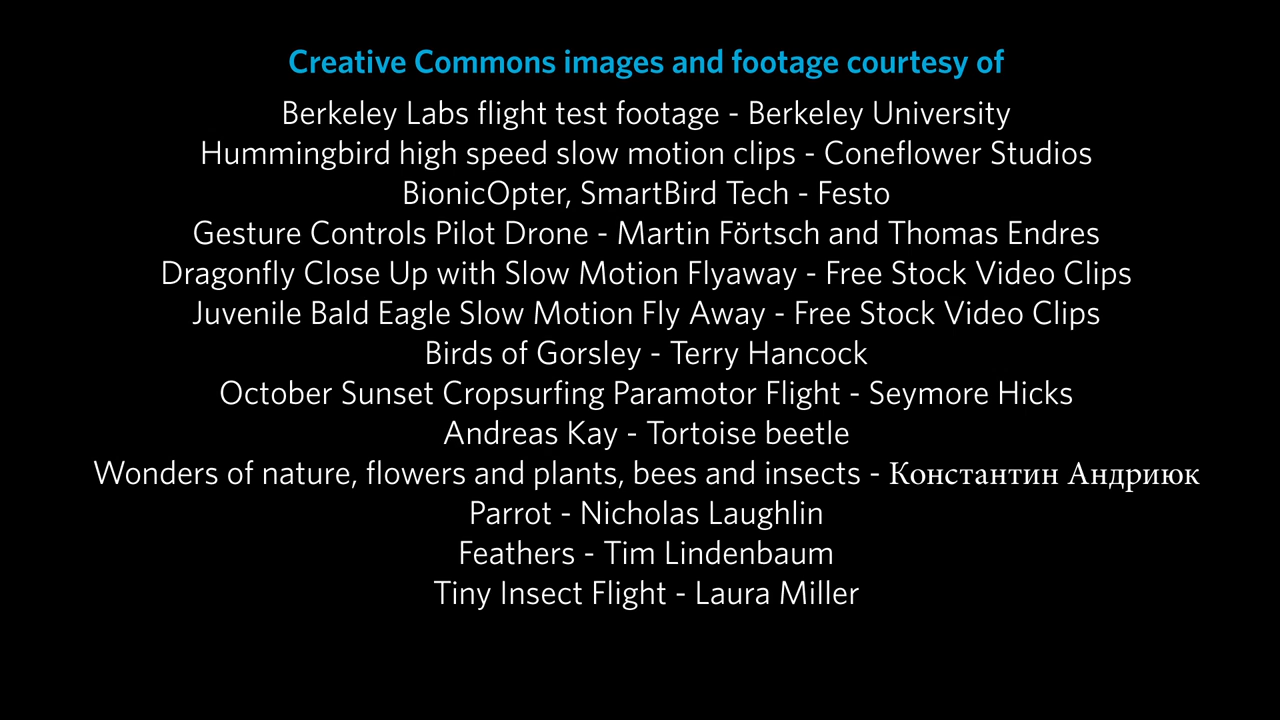 Creative Commons images and footage courtesy of
Berkeley Labs flight test footage - Berkeley University
Hummingbird high speed slow motion clips - Coneflower Studios
BionicOpter, SmartBird Tech - Festo
Gesture Controls Pilot Drone - Martin Förtsch and Thomas Endres
Dragonfly Close Up with Slow Motion Flyaway - Free Stock Video Clips
Juvenile Bald Eagle Slow Motion Fly Away - Free Stock Video Clips
Birds of Gorsley - Terry Hancock
October Sunset Cropsurfing Paramotor Flight - Seymore Hicks
Andreas Kay - Tortoise beetle
Wonders of nature, flowers and plants, bees and insects - Константин Андриюк
Parrot - Nicholas Laughlin
Feathers - Tim Lindenbaum
Tiny Insect Flight - Laura Miller